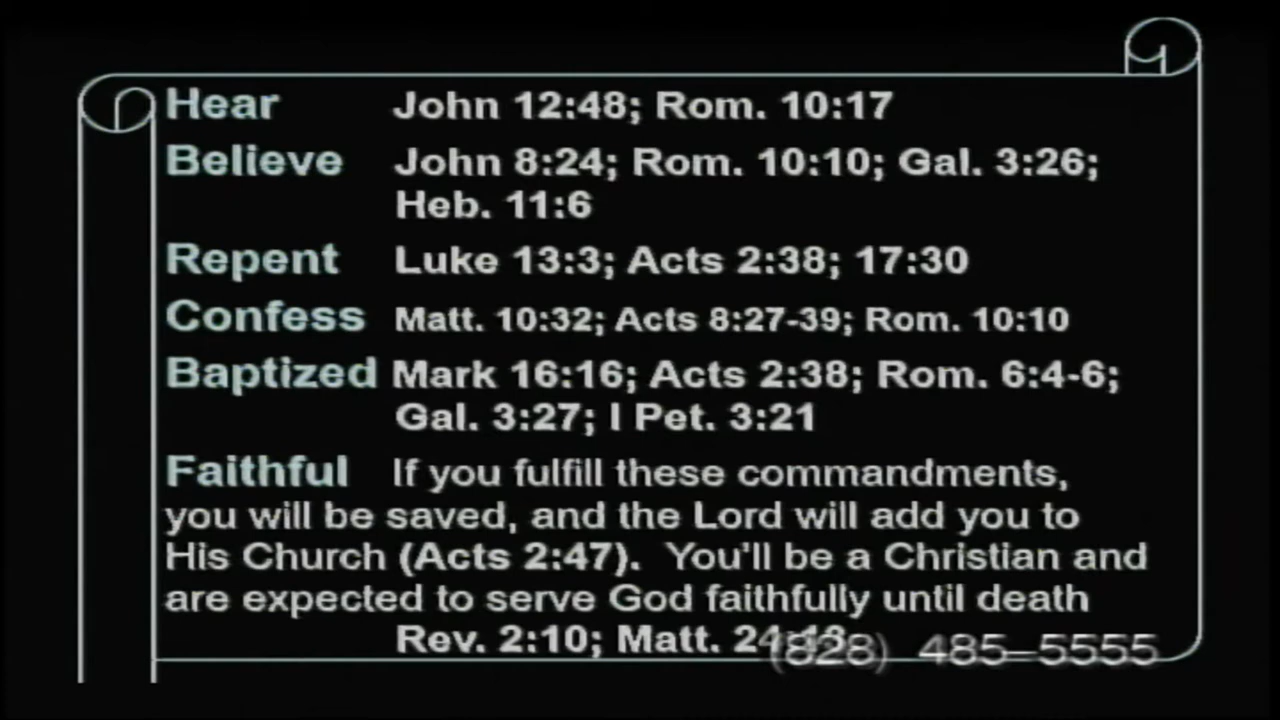 Hear John 12:48; Rom. 10:17
Believe John 8:24; Rom. 10:10; Gal. 3:26;
Heb. 11:6
Repent Luke 13:3; Acts 2:38; 17:30
Confess Matt. 10:32; Acts 8:27-39; Rom. 10:10
Baptized Mark 16:16; Acts 2:38; Rom. 6:4-6;
Gal. 3:27; I Pet. 3:21
Faithful If you fulfill these commandments,
you will be saved, and the Lord will add you to
His Church (Acts 2:47). You'll be a Christian and
are expected to serve God faithfully until death
Rev. 2:10; Matt.
(828) 485-5555